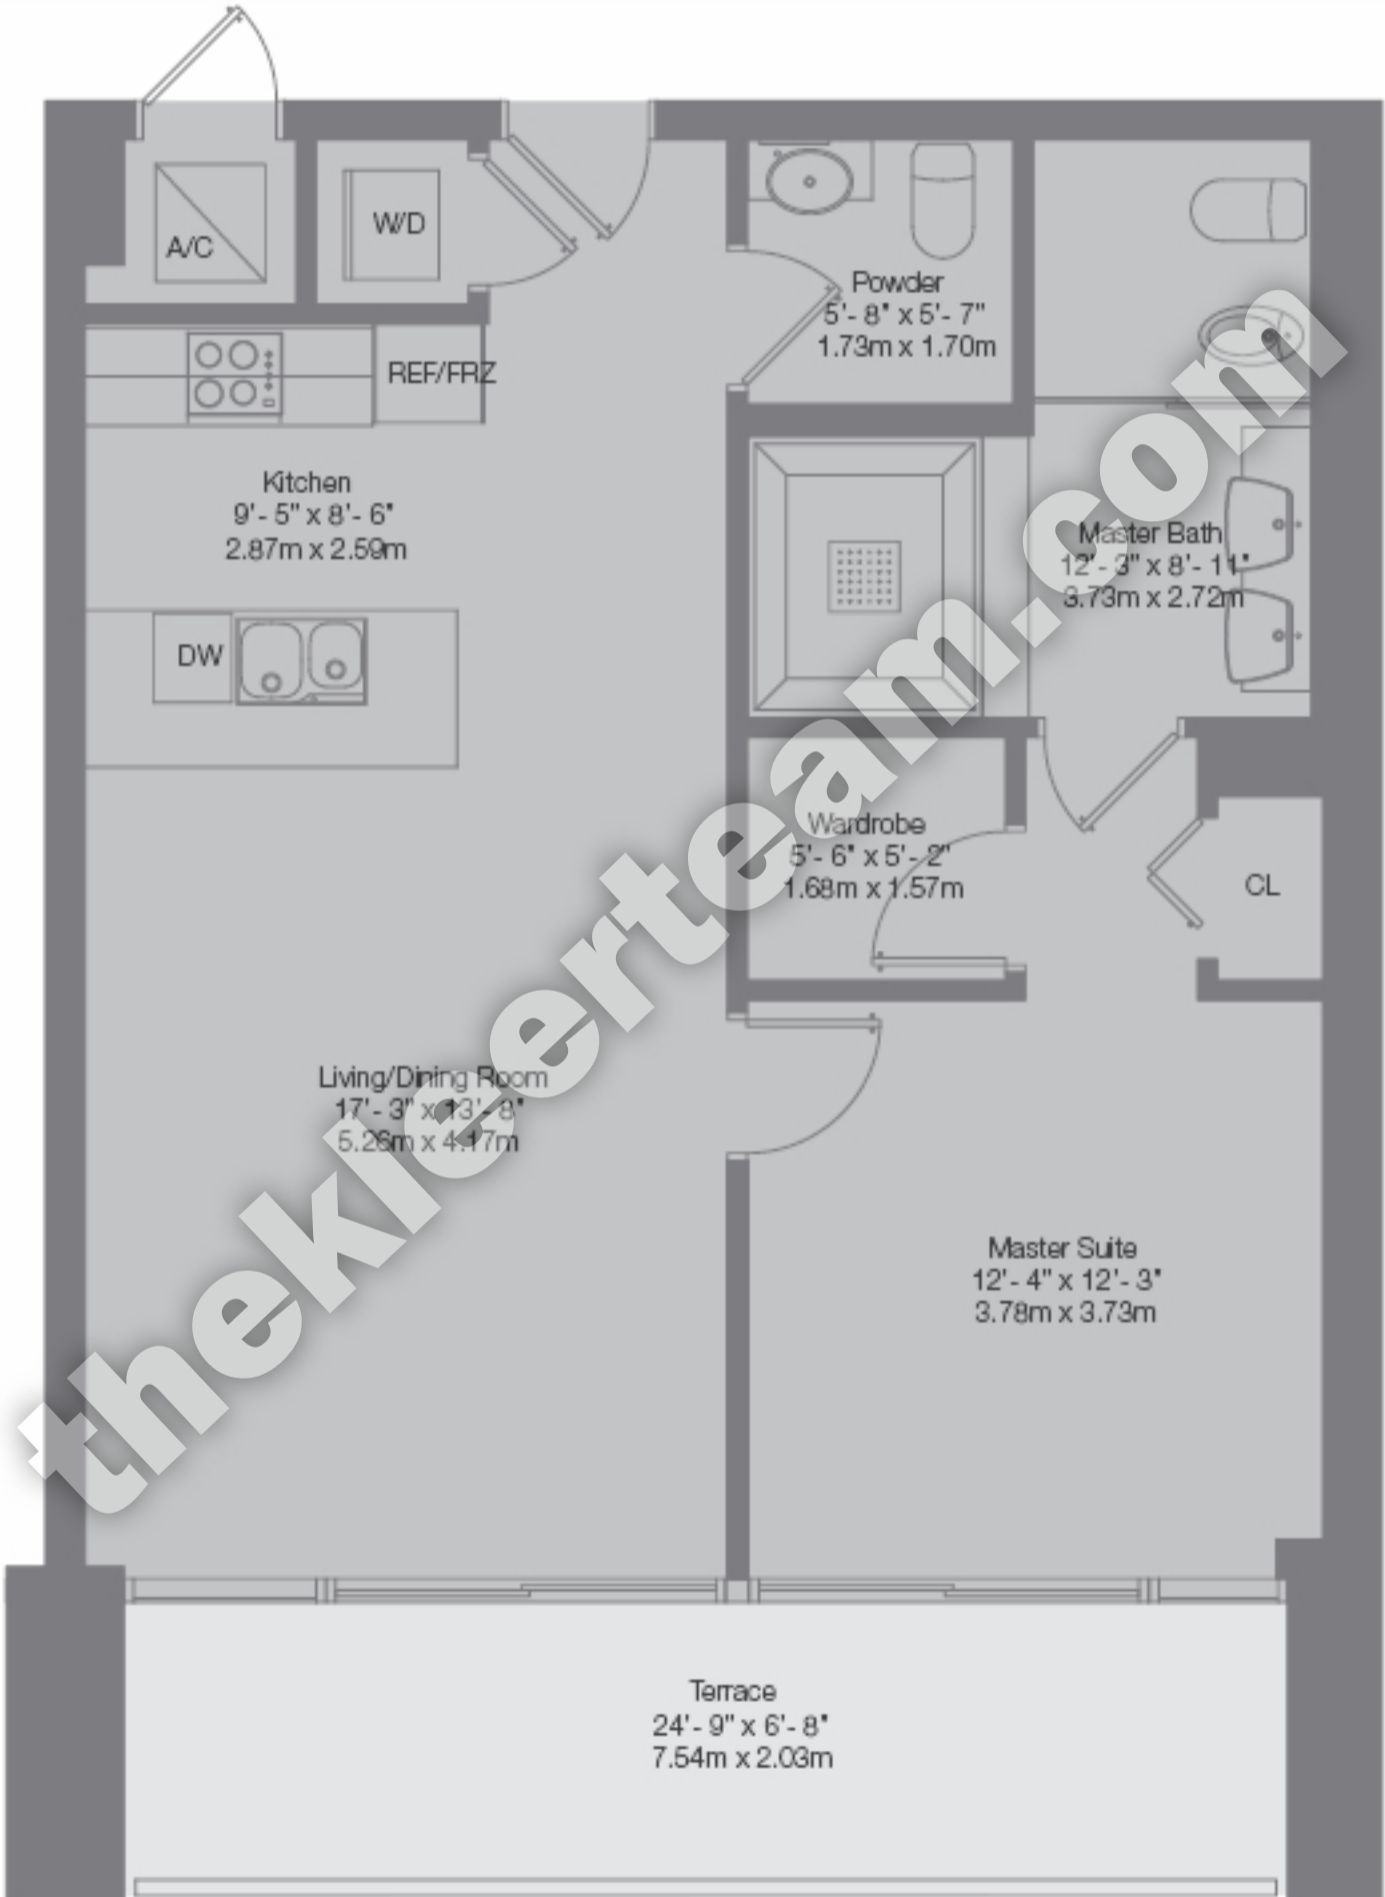 A/C
W/D
Powder
5'- 8" x 5'- 7"
1.73m x 1.70m
REF/FRZ
Kitchen
9'- 5" x 8'- 6"
2.87m x 2.59m
Master Bath
12'- 3" x 8'- 11"
3.73m x 2.72m
DW
Wardrobe
5'- 6" x 5'- 2"
1.68m x 1.57m
CL
Living/Dining Room
17'- 3" x 13'- 8"
5.26m x 4.17m
Master Suite
12'- 4" x 12'- 3"
3.78m x 3.73m
Terrace
24'- 9" x 6'- 8"
7.54m x 2.03m
thekleerteam.com